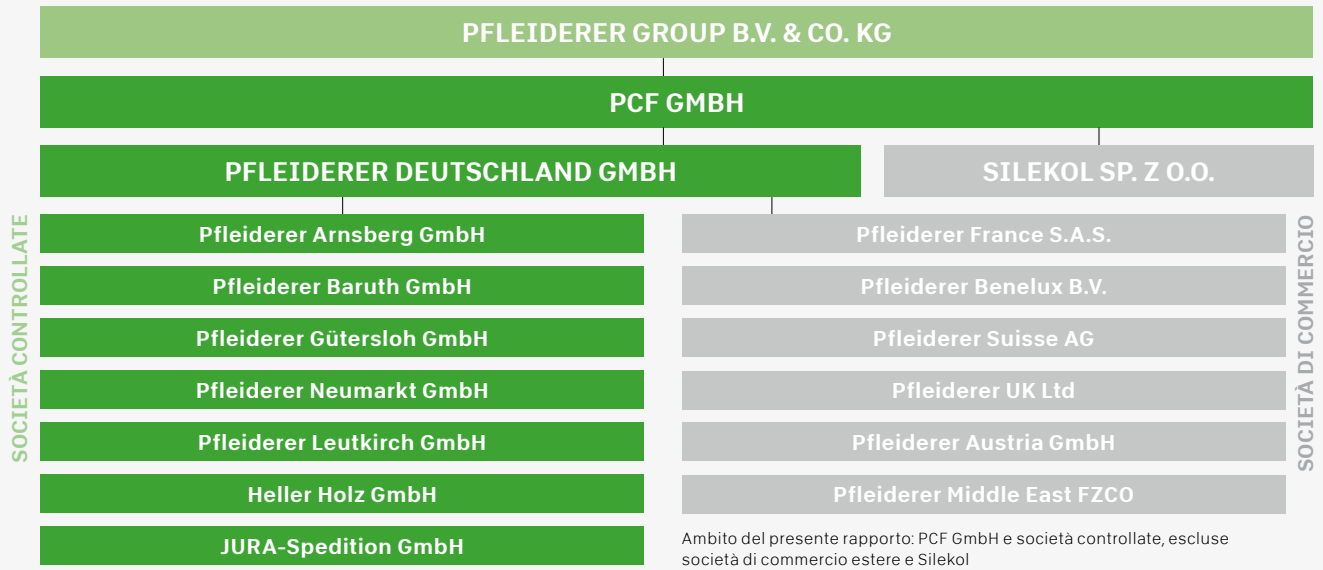 PFLEIDERER GROUP B.V. & CO. KG
PCF GMBH
PFLEIDERER DEUTSCHLAND GMBH
SILEKOL SP. Z O.O.
SOCIETÀ CONTROLLATE
Pfleiderer Arnsberg GmbH
Pfleiderer Baruth GmbH
Pfleiderer Gütersloh GmbH
Pfleiderer Neumarkt GmbH
Pfleiderer Leutkirch GmbH
Heller Holz GmbH
JURA-Spedition GmbH
Pfleiderer France S.A.S.
Pfleiderer Benelux B.V.
Pfleiderer Suisse AG
Pfleiderer UK Ltd
Pfleiderer Austria GmbH
Pfleiderer Middle East FZCO
SOCIETÀ DI COMMERCIO
Ambito del presente rapporto: PCF GmbH e società controllate, escluse
società di commercio estere e Silekol